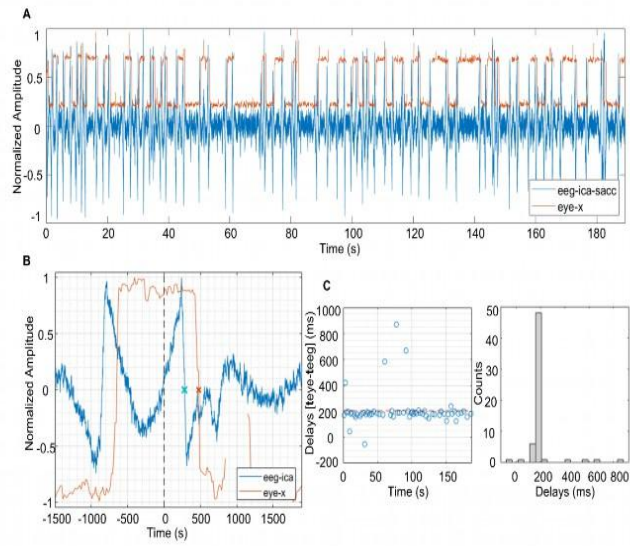 A
Normalized Amplitude
1
0.5
0
-0.5
-1
eeg-ica-sacc
eye-x
0 20 40 60 80 100 120 140 160 180
Time (s)
B
Normalized Amplitude
1
0.5
0
-0.5
-1
eeg-ica
eye-x
-1500 -1000 -500 0 500 1000 1500
Time (s)
C
Delays [teye-teeg] (ms)
1000
800
600
400
200
00
-200
0 50 100 150
Time (s)
Counts
50
40
30
20
10
0
0 200 400 600 800
Delays (ms)